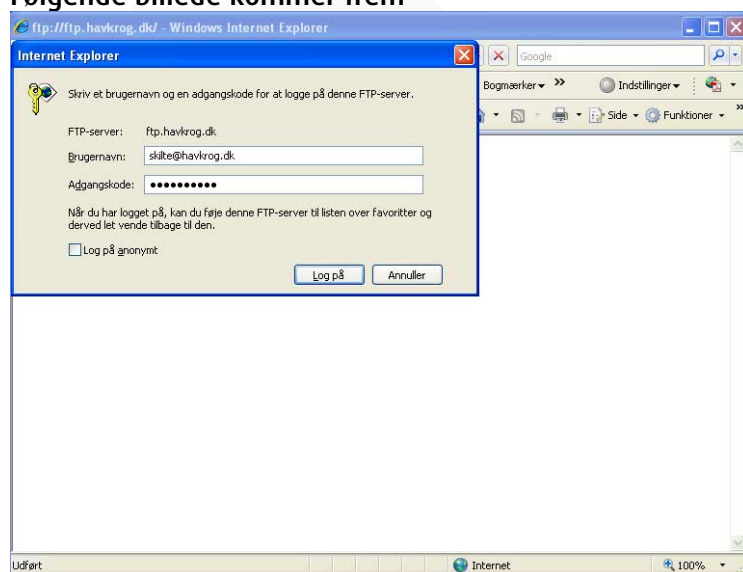 Følgende billede kommer frem
ftp://ftp.havkrog.dk/ - Windows Internet Explorer
Internet Explorer
Google
Skriv et brugernavn og en adgangskode for at logge på denne FTP-server.
Bogmærker
Indstillinger
Side
Funktioner
FTP-server: ftp.havkrog.dk
Brugernavn: skilte@havkrog.dk
Adgangskode: ●●●●●●●●●●
Når du har logget på, kan du føje denne FTP-server til listen over favoritter og
derved let vende tilbage til den.
Log på anonymt
Log på Annuller
Udført Internet 100%